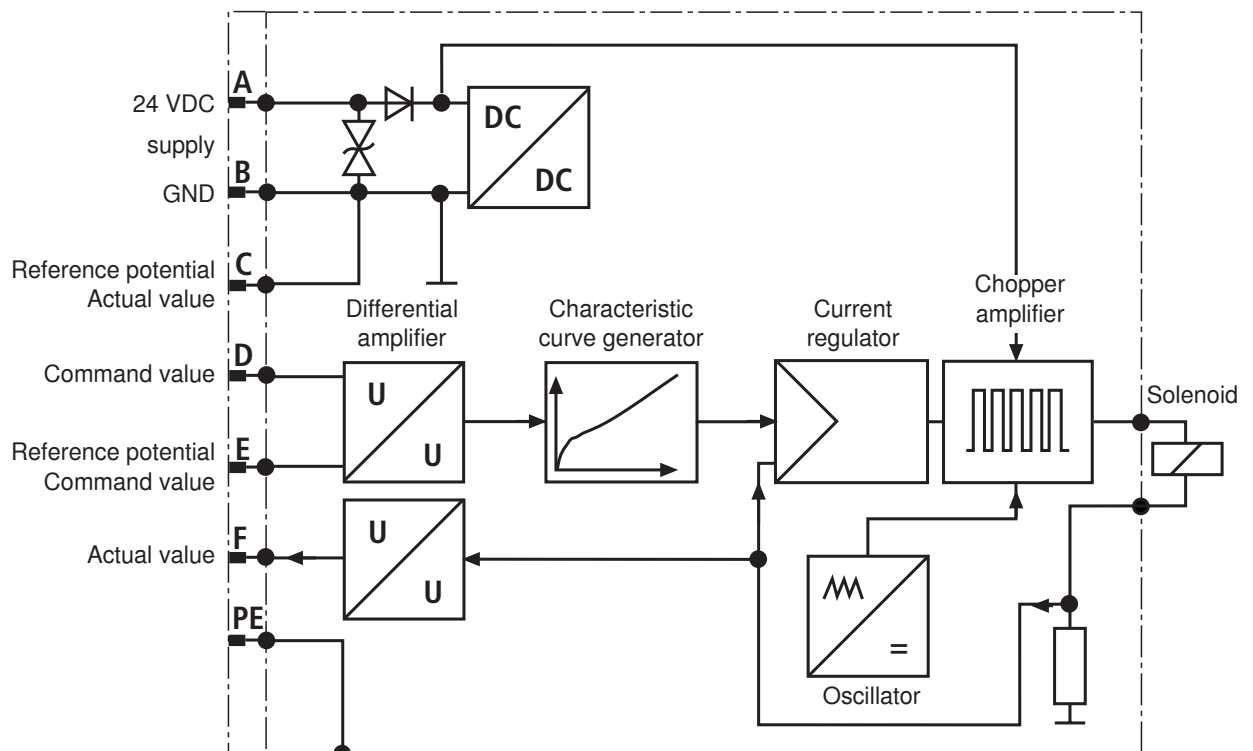 A
24 VDC
supply
B
GND
DC
DC
C
Reference potential
Actual value
Differential
amplifier
Characteristic
curve generator
Current
regulator
Chopper
amplifier
D
Command value
U
U
Solenoid
E
Reference potential
Command value
F
Actual value
U
U
PE
=
Oscillator